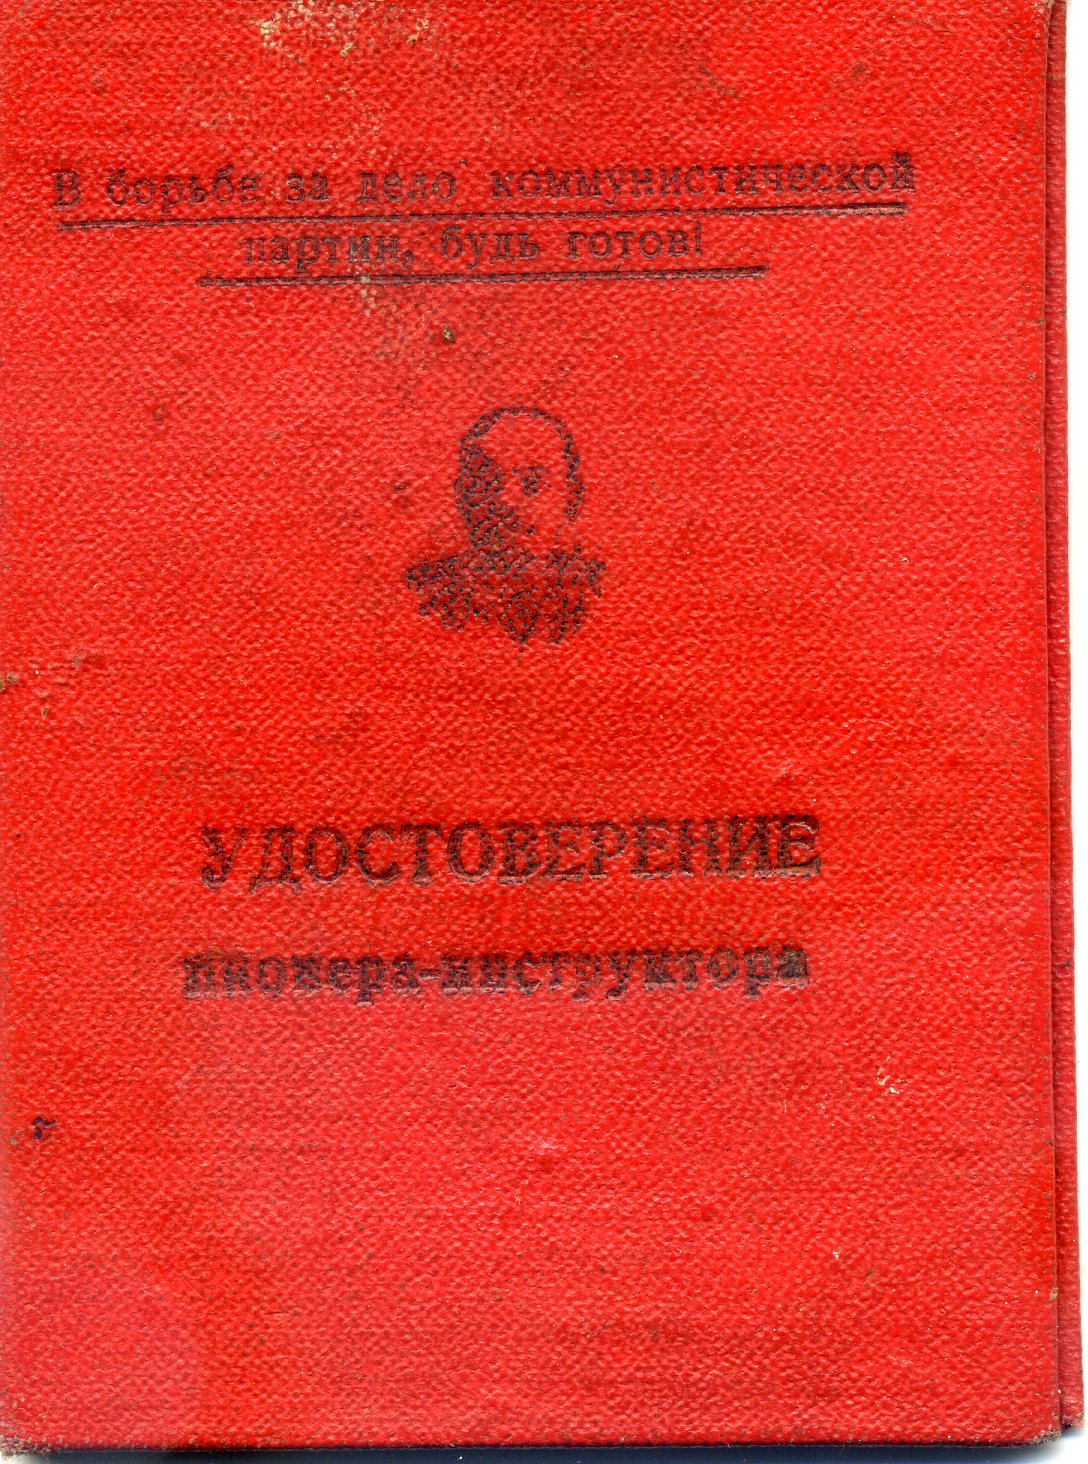 В борьбе за дело коммунистической
партии, будь готов!
УДОСТОВЕРЕНИЕ
пионера-инструктора